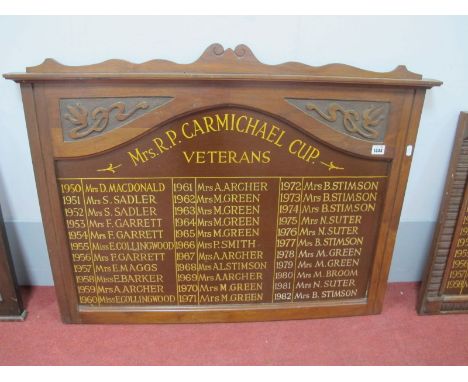 MRS. R.P. CARMICHAEL CUP.
VETERANS
1950 MRS D. MACDONALD
1951 MRS S. SADLER
1952 MRS S. SADLER
1953 MRS F. GARRETT
1954 MRS F. GARRETT
1955 MISS E. COLLINGWOOD
1956 MRS F. GARRETT
1957 MRS E. MAGGS
1958 MISS E. BARKER
1959 MRS A. ARCHER
1960 MISS E. COLLINGWOOD
1961 MRS A. ARCHER
1962 MRS M. GREEN
1963 MRS M. GREEN
1964 MRS M. GREEN
1965 MRS M. GREEN
1966 MRS P. SMITH
1967 MRS A. ARCHER
1968 MRS A. STIMSON
1969 MRS A. ARCHER
1970 MRS M. GREEN
1971 MRS M. GREEN
1972 MRS B. STIMSON
1973 MRS B. STIMSON
1974 MRS B. STIMSON
1975 MRS N. SUTER
1976 MRS N. SUTER
1977 MRS B. STIMSON
1978 MRS M. GREEN
1979 MRS M. GREEN
1980 MRS M. BROOM
1981 MRS N. SUTER
1982 MRS B. STIMSON